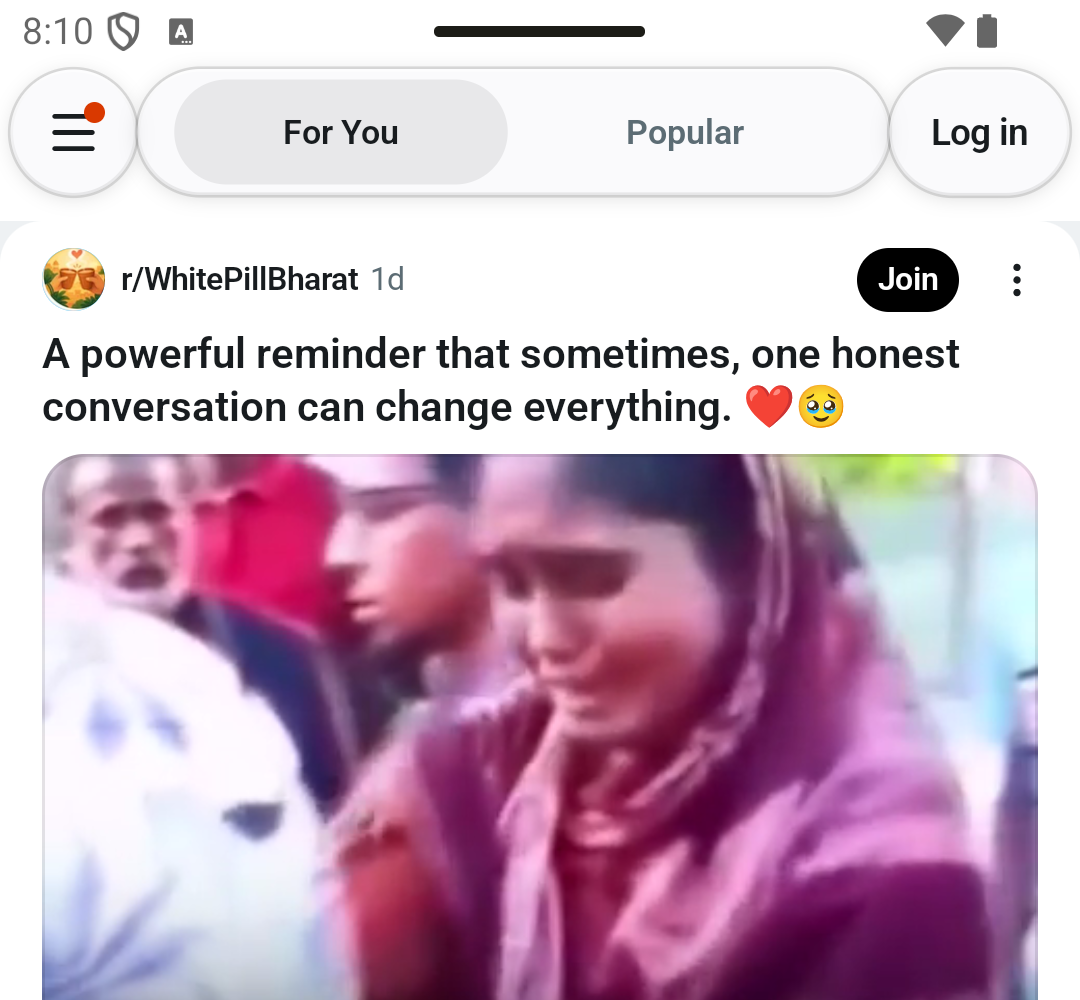 8:10
For You
Popular
Log in
r/WhitePillBharat 1d
Join
A powerful reminder that sometimes, one honest
conversation can change everything. ❤️🥹